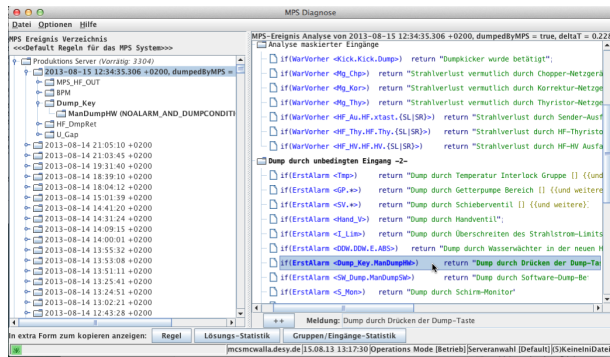 MPS Diagnose
Datei Optionen Hilfe
MPS Ereignis Verzeichnis
<<<Default Regeln für das MPS System>>>
Produktions Server (Vorrätig: 3304)
2013-08-15 12:34:35.306 +0200, dumpedByMPS =
MPS_HF_OUT
BPM
Dump_Key
ManDumpHW (NOALARM_AND_DUMPCONDITI
HF_DmpRet
U_Gap
2013-08-14 21:05:10 +0200
2013-08-14 21:03:45 +0200
2013-08-14 19:31:40 +0200
2013-08-14 18:39:10 +0200
2013-08-14 18:04:12 +0200
2013-08-14 15:01:39 +0200
2013-08-14 14:41:20 +0200
2013-08-14 14:31:24 +0200
2013-08-14 14:09:15 +0200
2013-08-14 14:00:01 +0200
2013-08-14 13:55:32 +0200
2013-08-14 13:53:08 +0200
2013-08-14 13:51:11 +0200
2013-08-14 13:25:41 +0200
2013-08-14 13:24:51 +0200
2013-08-14 13:02:21 +0200
2013-08-14 12:43:28 +0200
MPS-Ereignis Analyse von 2013-08-15 12:34:35.306 +0200, dumpedByMPS = true, deltaT = 0.228
Analyse maskierter Eingänge
if(WarVorher <Kick.Kick.Dump>) return "Dumpkicker wurde betätigt";
if(WarVorher <Mg_Chp>) return "Strahlverlust vermutlich durch Chopper-Netzgerä
if(WarVorher <Mg_Kor>) return "Strahlverlust vermutlich durch Korrektur-Netzge
if(WarVorher <Mg_Thy>) return "Strahlverlust vermutlich durch Thyristor-Netzge
if(WarVorher <HF_Au.HF.xtast.{SL|SR}>) return "Strahlverlust durch Sender-Ausf
if(WarVorher <HF_Thy.HF.Thy.{SL|SR}>) return "Strahlverlust durch HF-Thyristo
if(WarVorher <HF_HV.HF.HV.{SL|SR}>) return "Strahlverlust durch HF-HV Ausfa
Dump durch unbedingten Eingang -2-
if(ErstAlarm <Tmp>) return "Dump durch Temperatur Interlock Gruppe [] {{und
if(ErstAlarm <GP.*>) return "Dump durch Getterpumpe Bereich [] {{und weitere
if(ErstAlarm <SV.*>) return "Dump durch Schieberventil [] {{und weitere}
if(ErstAlarm <Hand_V>) return "Dump durch Handventil";
if(ErstAlarm <I_Lim>) return "Dump durch Überschreiten des Strahlstrom-Limits
if(ErstAlarm <DDW.DDW.E.ABS>) return "Dump durch Wasserwächter in der neuen H
if(ErstAlarm <Dump_Key.ManDumpHW>) return "Dump durch Drücken der Dump-Ta
if(ErstAlarm <SW_Dump.ManDumpSW>) return "Dump durch Software-Dump-Be
if(ErstAlarm <S_Mon>) return "Dump durch Schirm-Monitor"
++ Meldung: Dump durch Drücken der Dump-Taste
In extra Form zum kopieren anzeigen: Regel Lösungs-Statistik Gruppen/Eingänge-Statistik
mcsmcwalla.desy.de 15.08.13 13:17:30 Operations Mode [Betrieb] Serveranwahl [Default] (S)KeineIniDatei